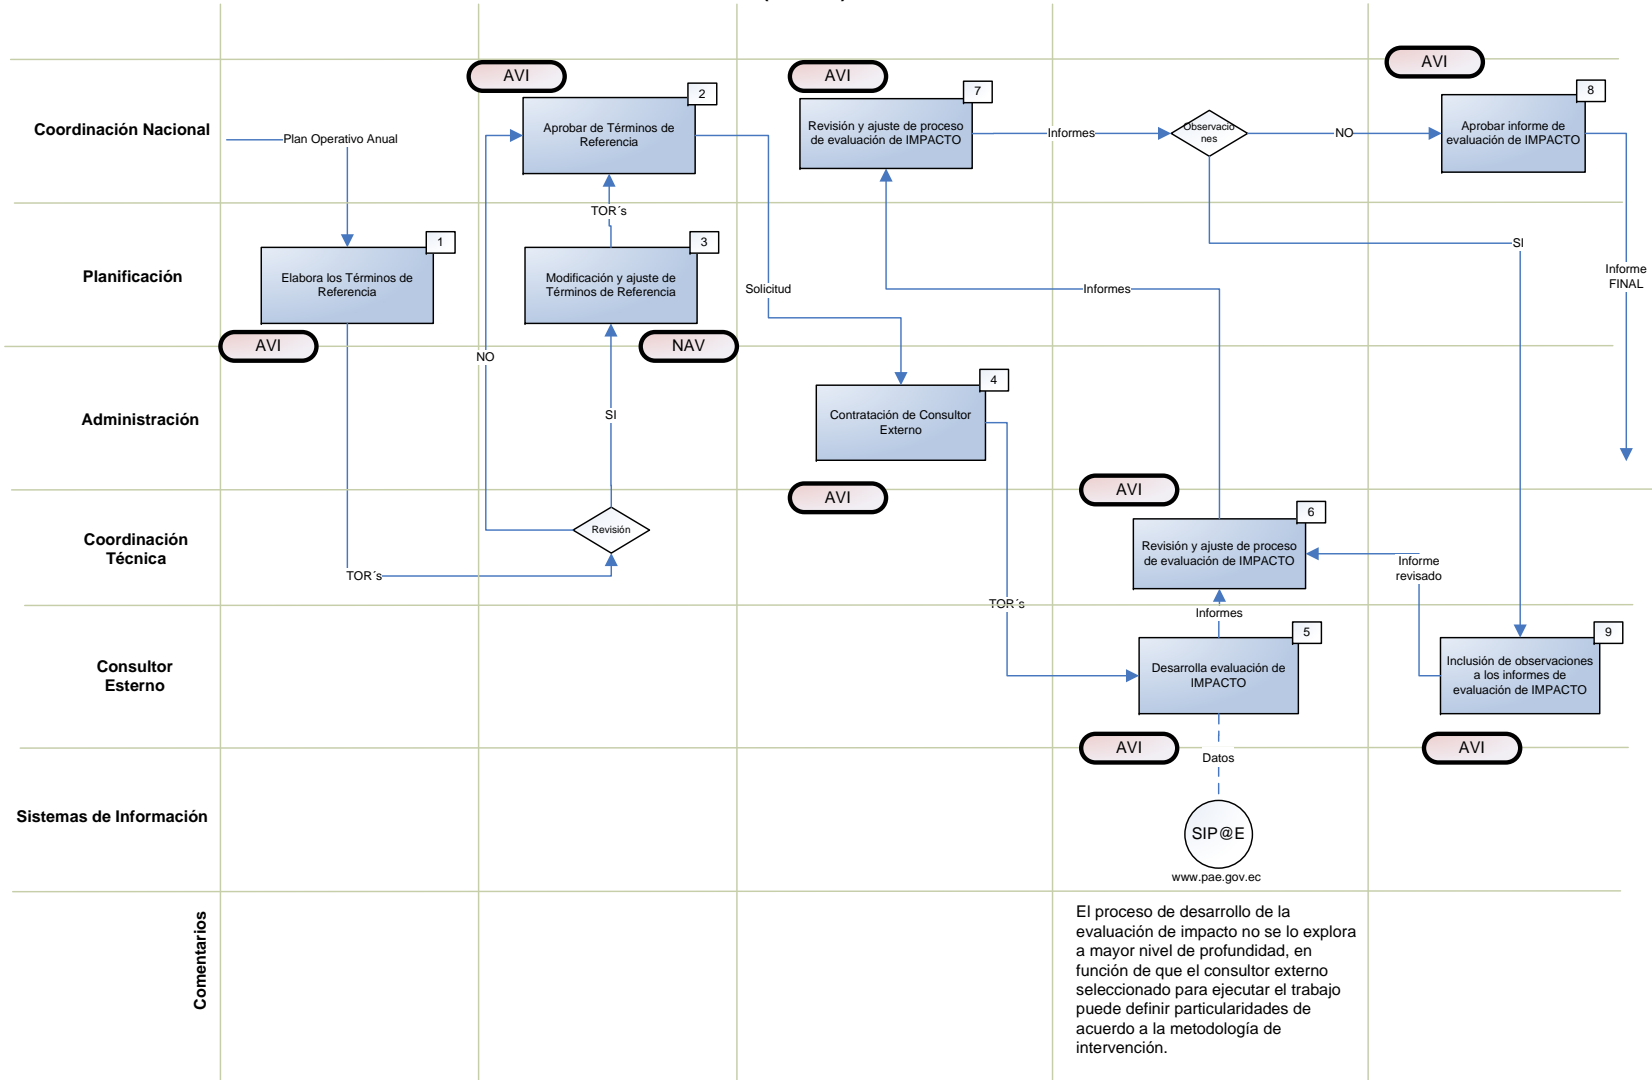 AVI
AVI
AVI
2
7
8
Coordinación Nacional
Plan Operativo Anual
Aprobar de Términos de
Referencia
Revisión y ajuste de proceso
de evaluación de IMPACTO
Informes
Observacio
nes
NO
Aprobar informe de
evaluación de IMPACTO
TOR´s
1
3
SI
Planificación
Elabora los Términos de
Referencia
Modificación y ajuste de
Términos de Referencia
Solicitud
Informes
Informe
FINAL
AVI
NAV
NO
4
Administración
SI
Contratación de Consultor
Externo
AVI
AVI
6
Coordinación
Técnica
Revisión
Revisión y ajuste de proceso
de evaluación de IMPACTO
Informe
revisado
TOR´s
TOR´s
Informes
5
9
Consultor
Esterno
Desarrolla evaluación de
IMPACTO
Inclusión de observaciones
a los informes de
evaluación de IMPACTO
AVI
AVI
Datos
Sistemas de Información
SIP@E
www.pae.gov.ec
Comentarios
El proceso de desarrollo de la
evaluación de impacto no se lo explora
a mayor nivel de profundidad, en
función de que el consultor externo
seleccionado para ejecutar el trabajo
puede definir particularidades de
acuerdo a la metodología de
intervención.